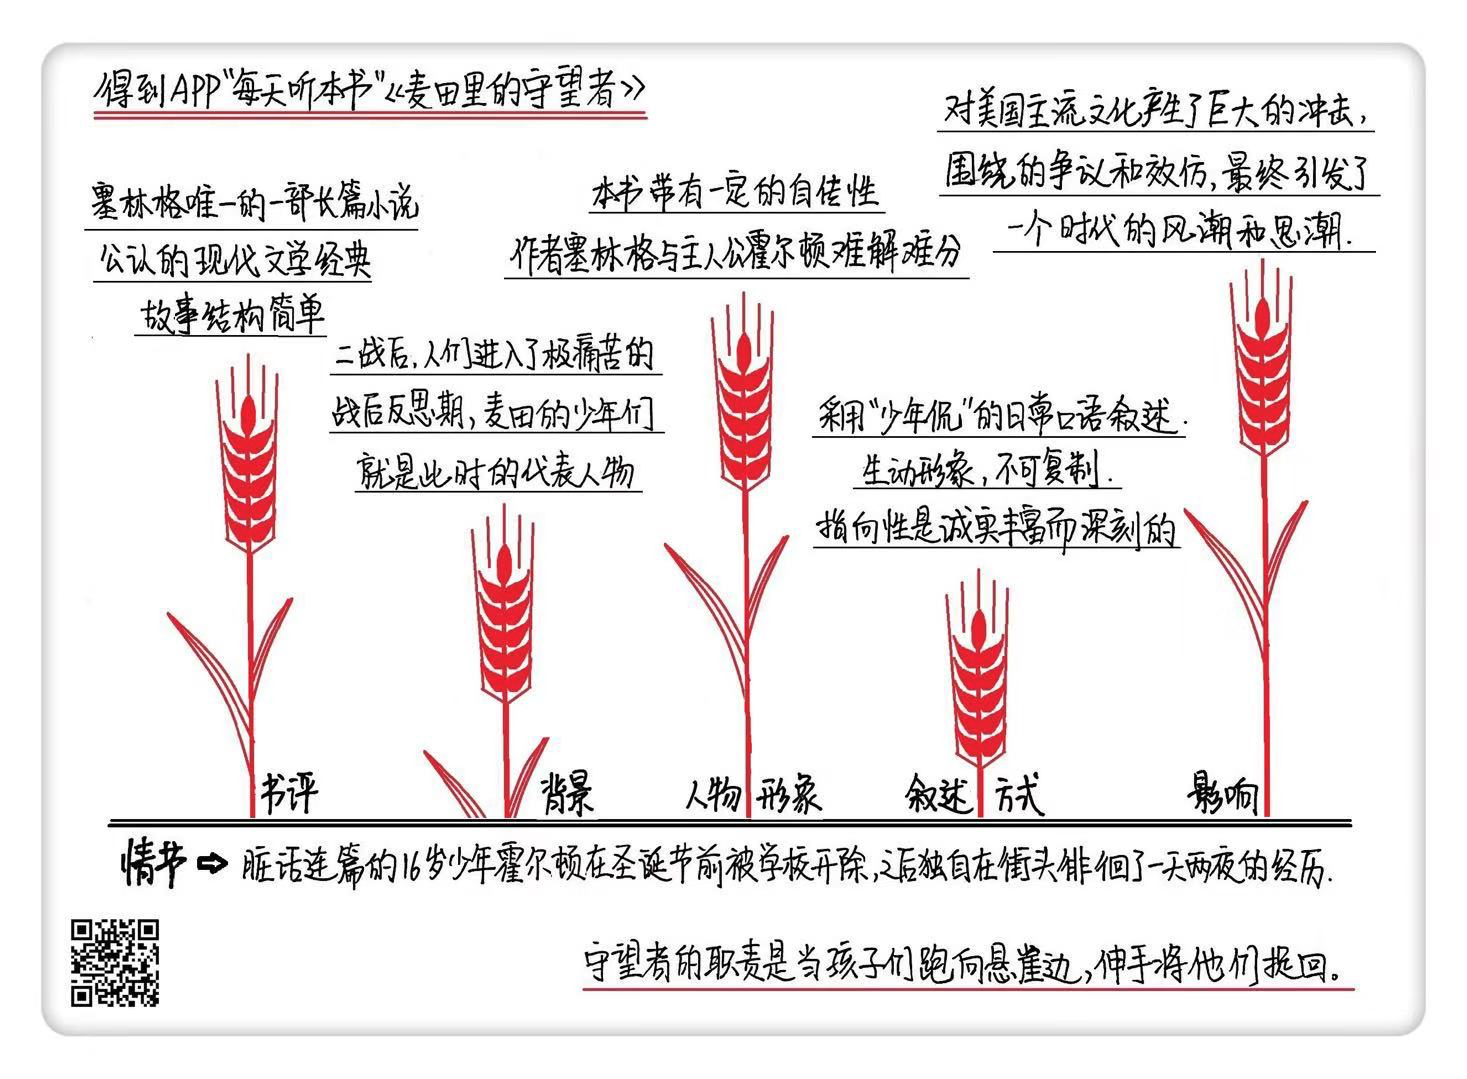 得到APP“每天听本书”《麦田里的守望者》
塞林格唯一的一部长篇小说
公认的现代文学经典
故事结构简单
二战后,人们进入了极痛苦的
战后反思期,麦田的少年们
就是此时的代表人物
本书带有一定的自传性
作者塞林格与主人公霍尔顿难解难分
采用“少年侃”的日常口语叙述.
生动形象,不可复制.
指向性是诚实丰富而深刻的
对美国主流文化产生了巨大的冲击,
围绕的争议和效仿,最终引发了
一个时代的风潮和思潮.
书评
背景
人物形象
叙述方式
影响
情节⇨脏话连篇的16岁少年霍尔顿在圣诞节前被学校开除,之后独自在街头徘徊了一天两夜的经历.
守望者的职责是当孩子们跑向悬崖边,伸手将他们捉回。